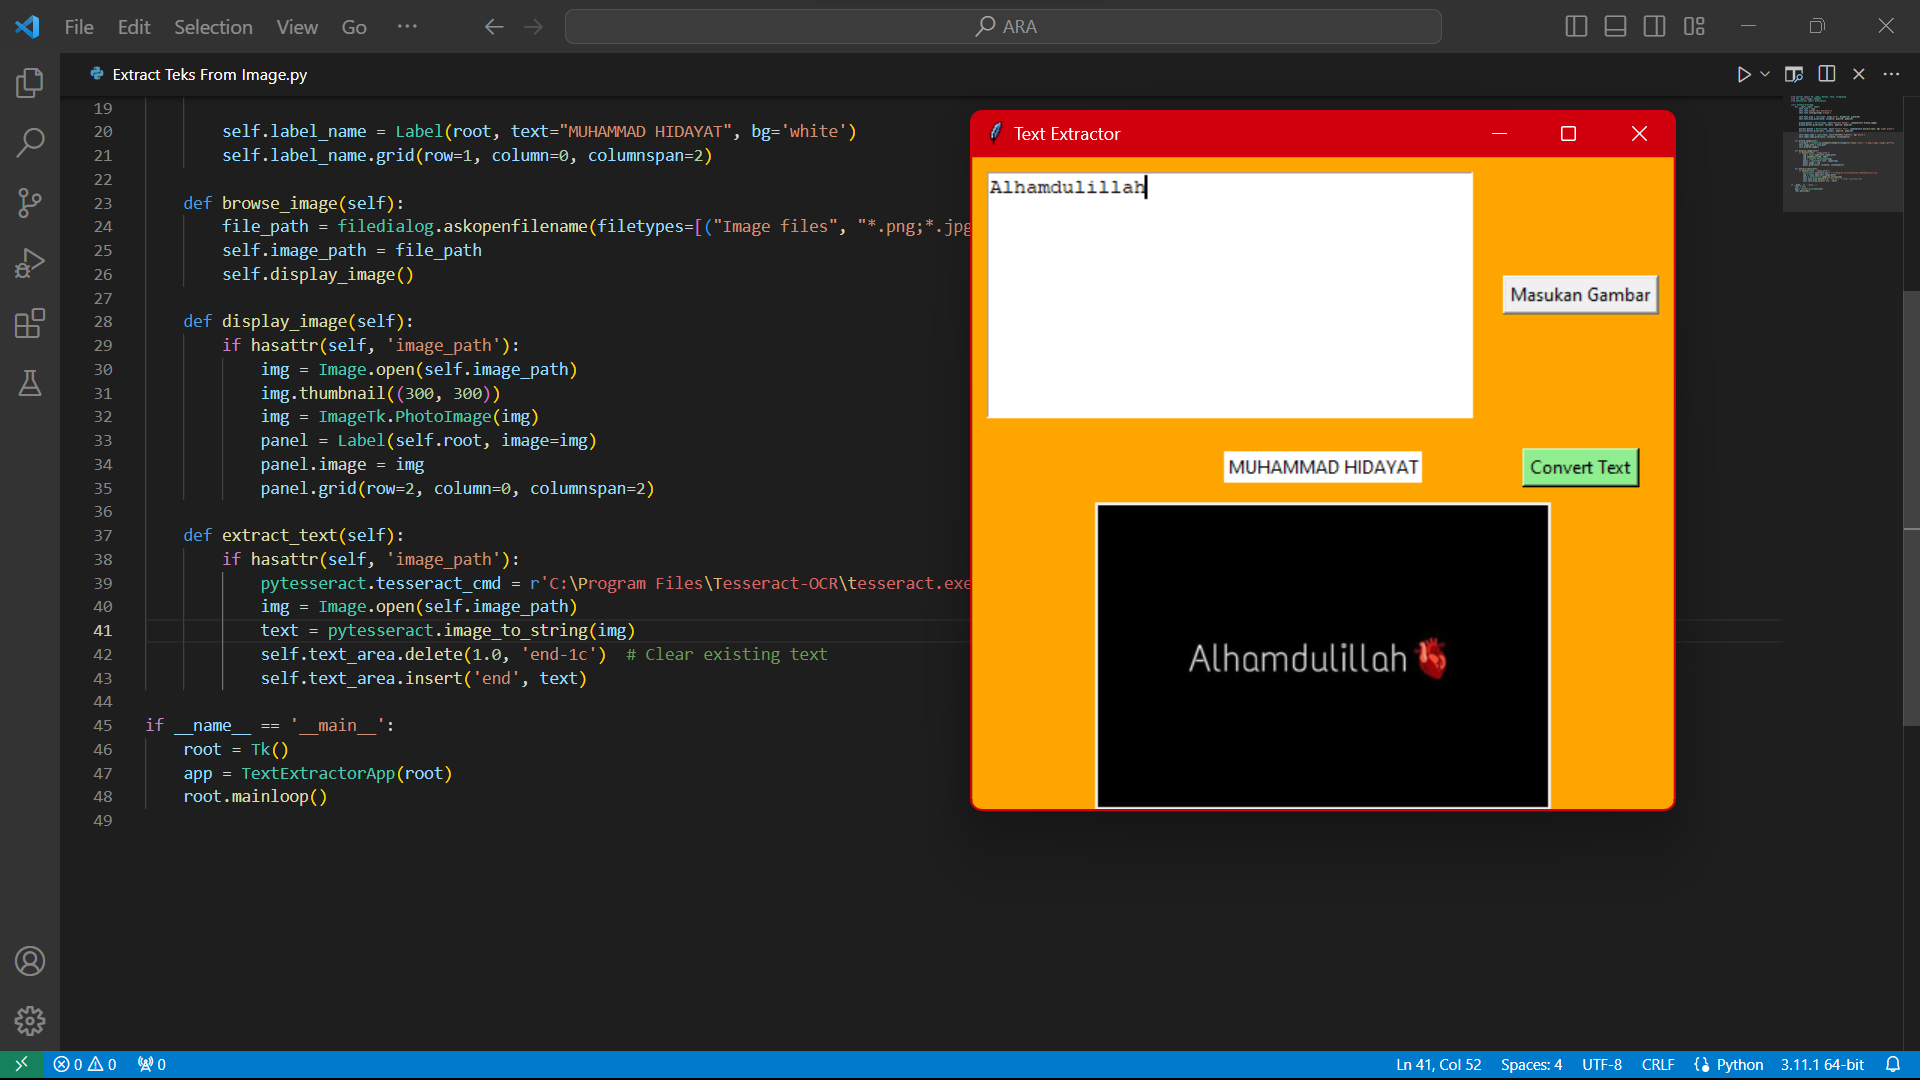 File Edit Selection View Go ···
ARA
Extract Teks From Image.py
19
20 self.label_name = Label(root, text="MUHAMMAD HIDAYAT", bg='white')
21 self.label_name.grid(row=1, column=0, columnspan=2)
22
23 def browse_image(self):
24 file_path = filedialog.askopenfilename(filetypes=[("Image files", "*.png;*.jpg
25 self.image_path = file_path
26 self.display_image()
27
28 def display_image(self):
29 if hasattr(self, 'image_path'):
30 img = Image.open(self.image_path)
31 img.thumbnail((300, 300))
32 img = ImageTk.PhotoImage(img)
33 panel = Label(self.root, image=img)
34 panel.image = img
35 panel.grid(row=2, column=0, columnspan=2)
36
37 def extract_text(self):
38 if hasattr(self, 'image_path'):
39 pytesseract.tesseract_cmd = r'C:\Program Files\Tesseract-OCR\tesseract.exe
40 img = Image.open(self.image_path)
41 text = pytesseract.image_to_string(img)
42 self.text_area.delete(1.0, 'end-1c') # Clear existing text
43 self.text_area.insert('end', text)
44
45 if __name__ == '__main__':
46 root = Tk()
47 app = TextExtractorApp(root)
48 root.mainloop()
49
Text Extractor
Alhamdulillah
Masukan Gambar
MUHAMMAD HIDAYAT
Convert Text
Alhamdulillah
0 0 0
Ln 41, Col 52 Spaces: 4 UTF-8 CRLF Python 3.11.1 64-bit